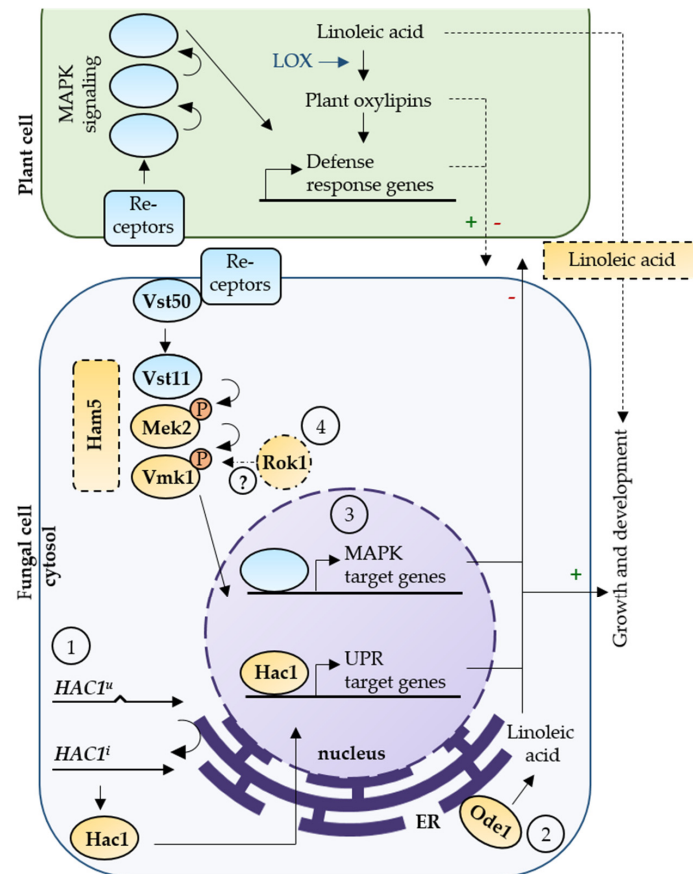 Plant cell
MAPK
signaling
Linoleic acid
LOX
Plant oxylipins
Defense
response genes
Re-
ceptors
+ -
Re-
ceptors
Linoleic acid
-
Vst50
Vst11
Ham5
Mek2
P
Vmk1
P
?
Rok1
4
3
MAPK
target genes
+
Growth and development
Fungal cell
cytosol
1
HAC1ᵘ
Hac1
UPR
target genes
HAC1ⁱ
nucleus
Linoleic
acid
Hac1
ER
Ode1
2